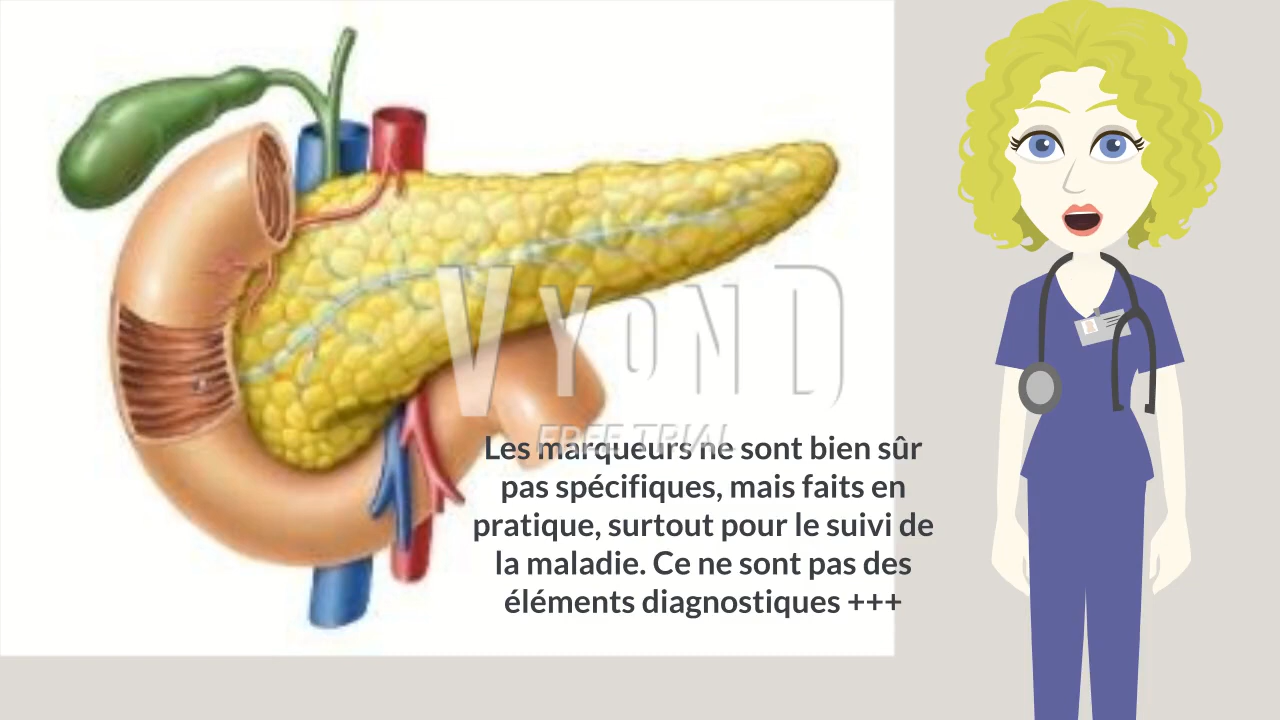 VYOND
FREE TRIAL
Les marqueurs ne sont bien sûr
pas spécifiques, mais faits en
pratique, surtout pour le suivi de
la maladie. Ce ne sont pas des
éléments diagnostiques +++